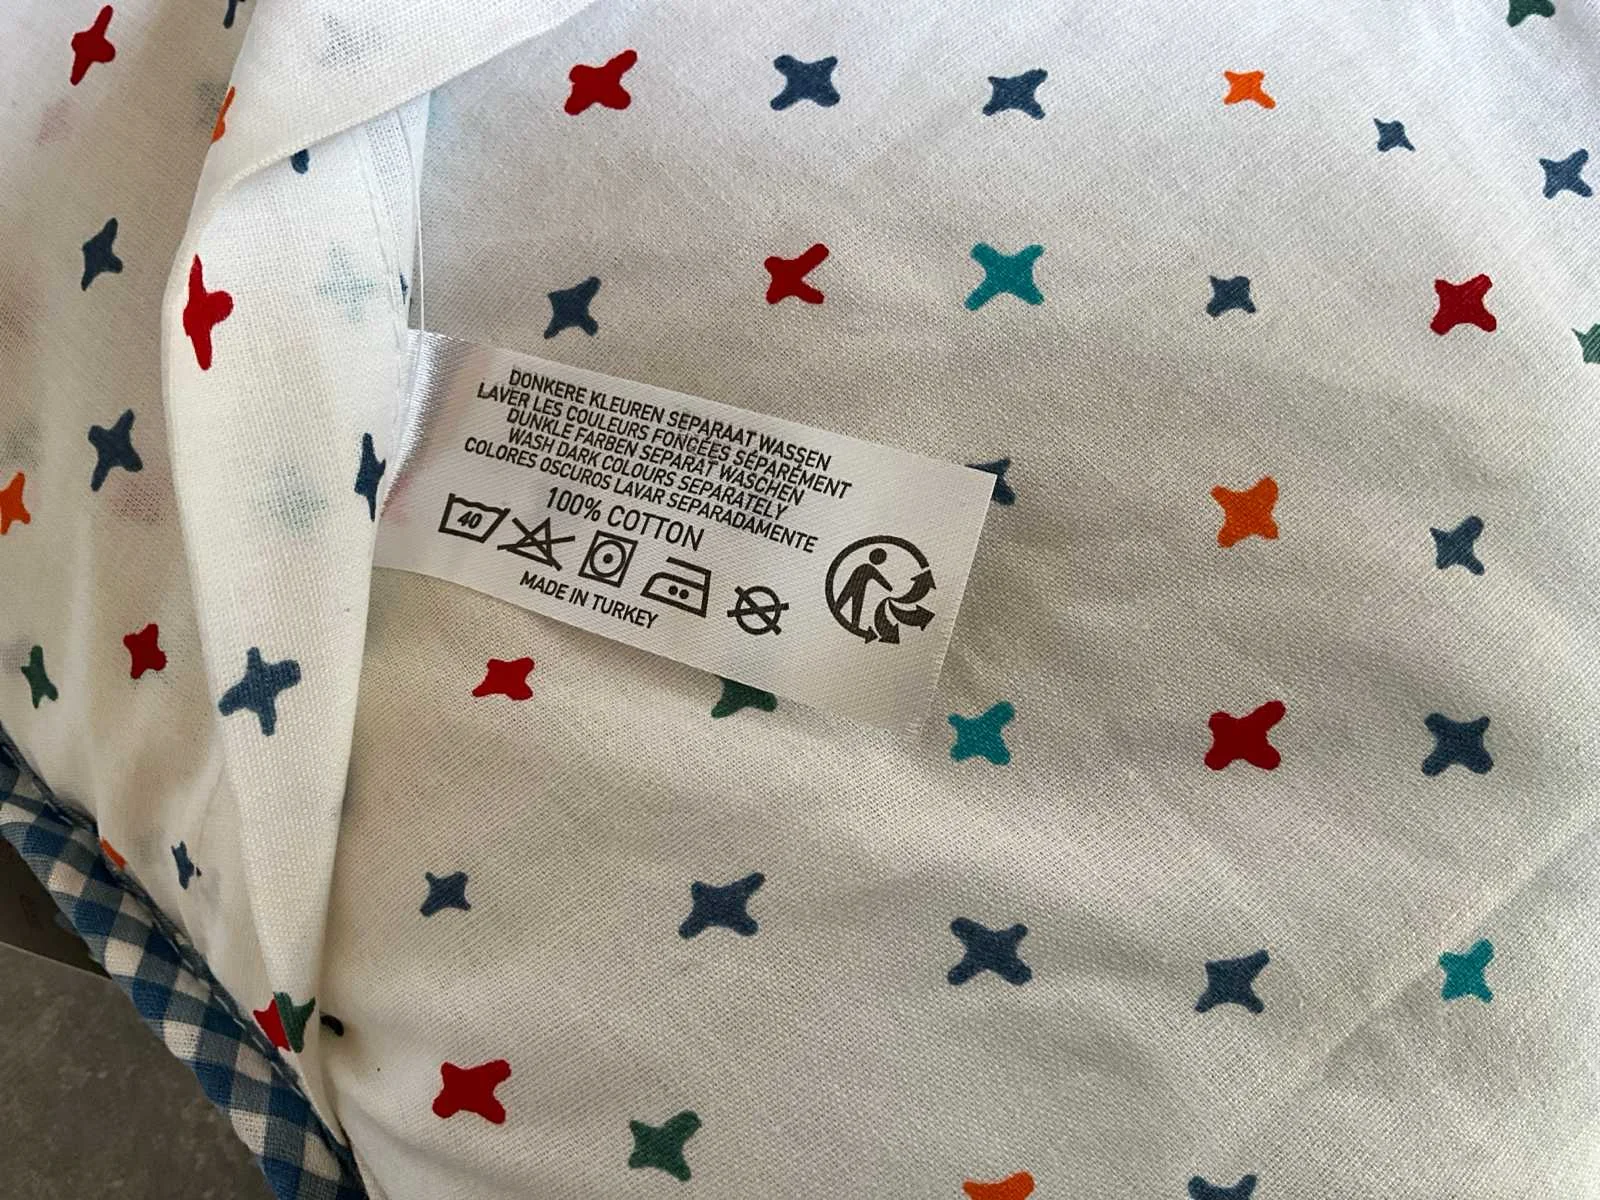 DONKERE KLEUREN SEPARAAT WASSEN
LAVER LES COULEURS FONCÉES SÉPARÉMENT
DUNKLE FARBEN SEPARAT WASCHEN
WASH DARK COLOURS SEPARATELY
COLORES OSCUROS LAVAR SEPARADAMENTE
100% COTTON
40
MADE IN TURKEY